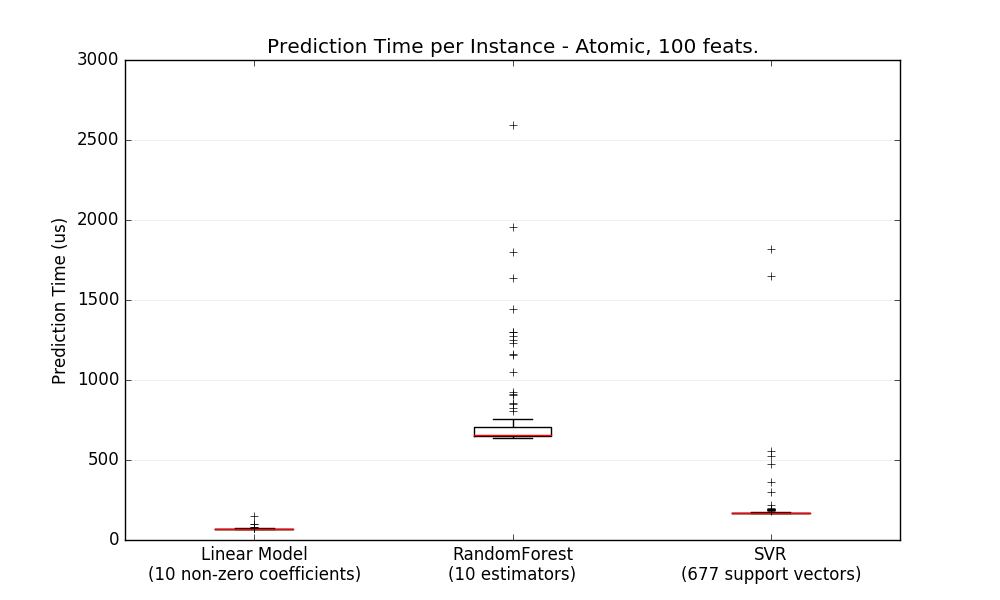 Prediction Time per Instance - Atomic, 100 feats.
3000
2500
2000
1500
1000
500
0
Prediction Time (us)
Linear Model
(10 non-zero coefficients)
RandomForest
(10 estimators)
SVR
(677 support vectors)